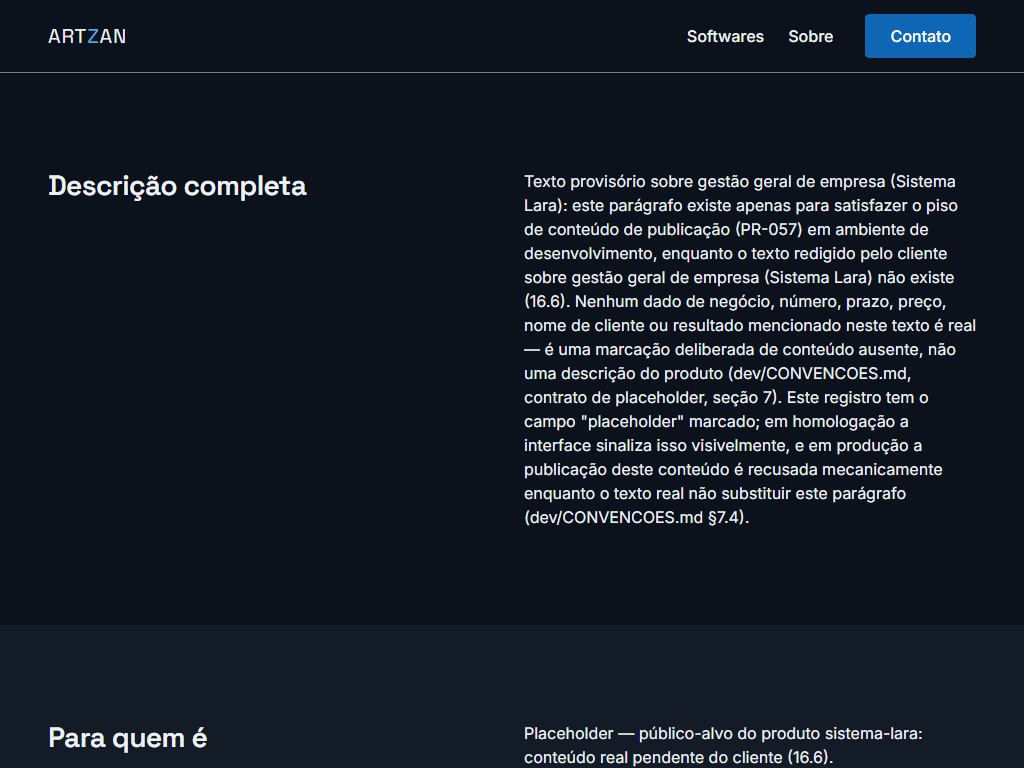 ARTZAN
Softwares
Sobre
Contato
Descrição completa
Texto provisório sobre gestão geral de empresa (Sistema
Lara): este parágrafo existe apenas para satisfazer o piso
de conteúdo de publicação (PR-057) em ambiente de
desenvolvimento, enquanto o texto redigido pelo cliente
sobre gestão geral de empresa (Sistema Lara) não existe
(16.6). Nenhum dado de negócio, número, prazo, preço,
nome de cliente ou resultado mencionado neste texto é real
— é uma marcação deliberada de conteúdo ausente, não
uma descrição do produto (dev/CONVENCOES.md,
contrato de placeholder, seção 7). Este registro tem o
campo "placeholder" marcado; em homologação a
interface sinaliza isso visivelmente, e em produção a
publicação deste conteúdo é recusada mecanicamente
enquanto o texto real não substituir este parágrafo
(dev/CONVENCOES.md §7.4).
Para quem é
Placeholder — público-alvo do produto sistema-lara:
conteúdo real pendente do cliente (16.6).